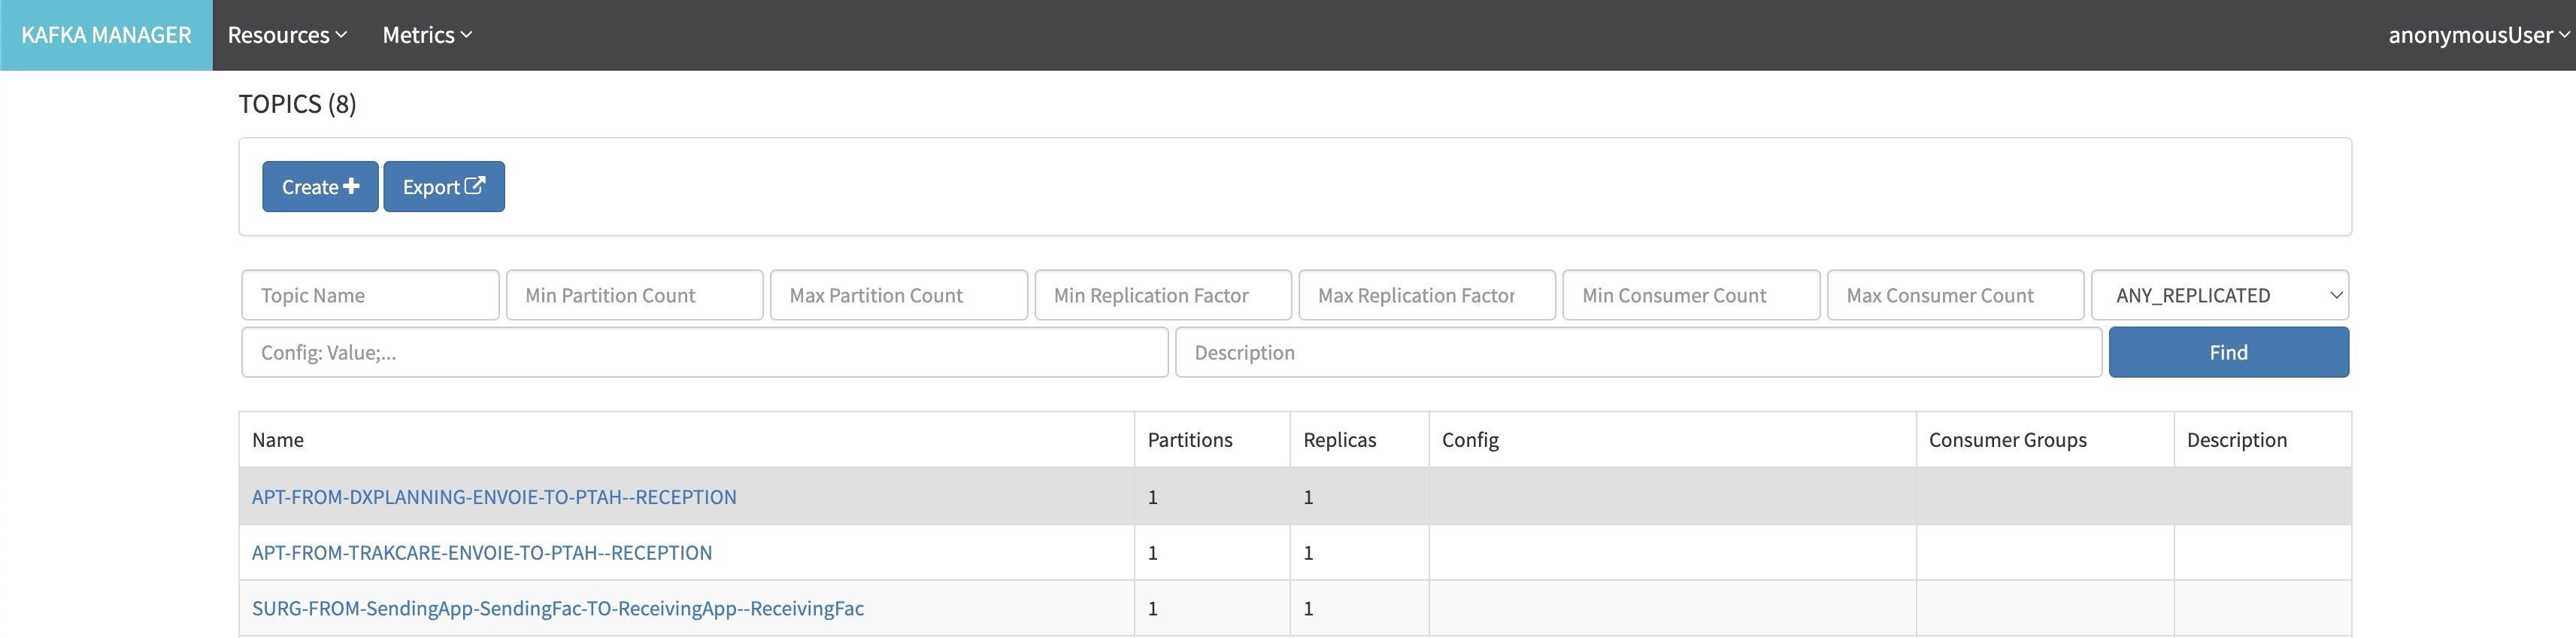 KAFKA MANAGER Resources Metrics anonymousUser
TOPICS (8)
Create Export
Topic Name Min Partition Count Max Partition Count Min Replication Factor Max Replication Factor Min Consumer Count Max Consumer Count ANY_REPLICATED
Config: Value;... Description Find
Name Partitions Replicas Config Consumer Groups Description
APT-FROM-DXPLANNING-ENVOIE-TO-PTAH--RECEPTION 1 1
APT-FROM-TRAKCARE-ENVOIE-TO-PTAH--RECEPTION 1 1
SURG-FROM-SendingApp-SendingFac-TO-ReceivingApp--ReceivingFac 1 1